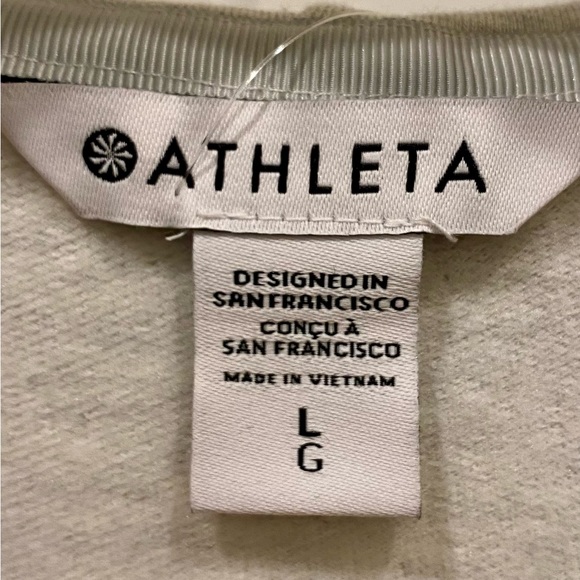 ATHLETA
DESIGNED IN
SAN FRANCISCO
CONÇU À
SAN FRANCISCO
MADE IN VIETNAM
L
G